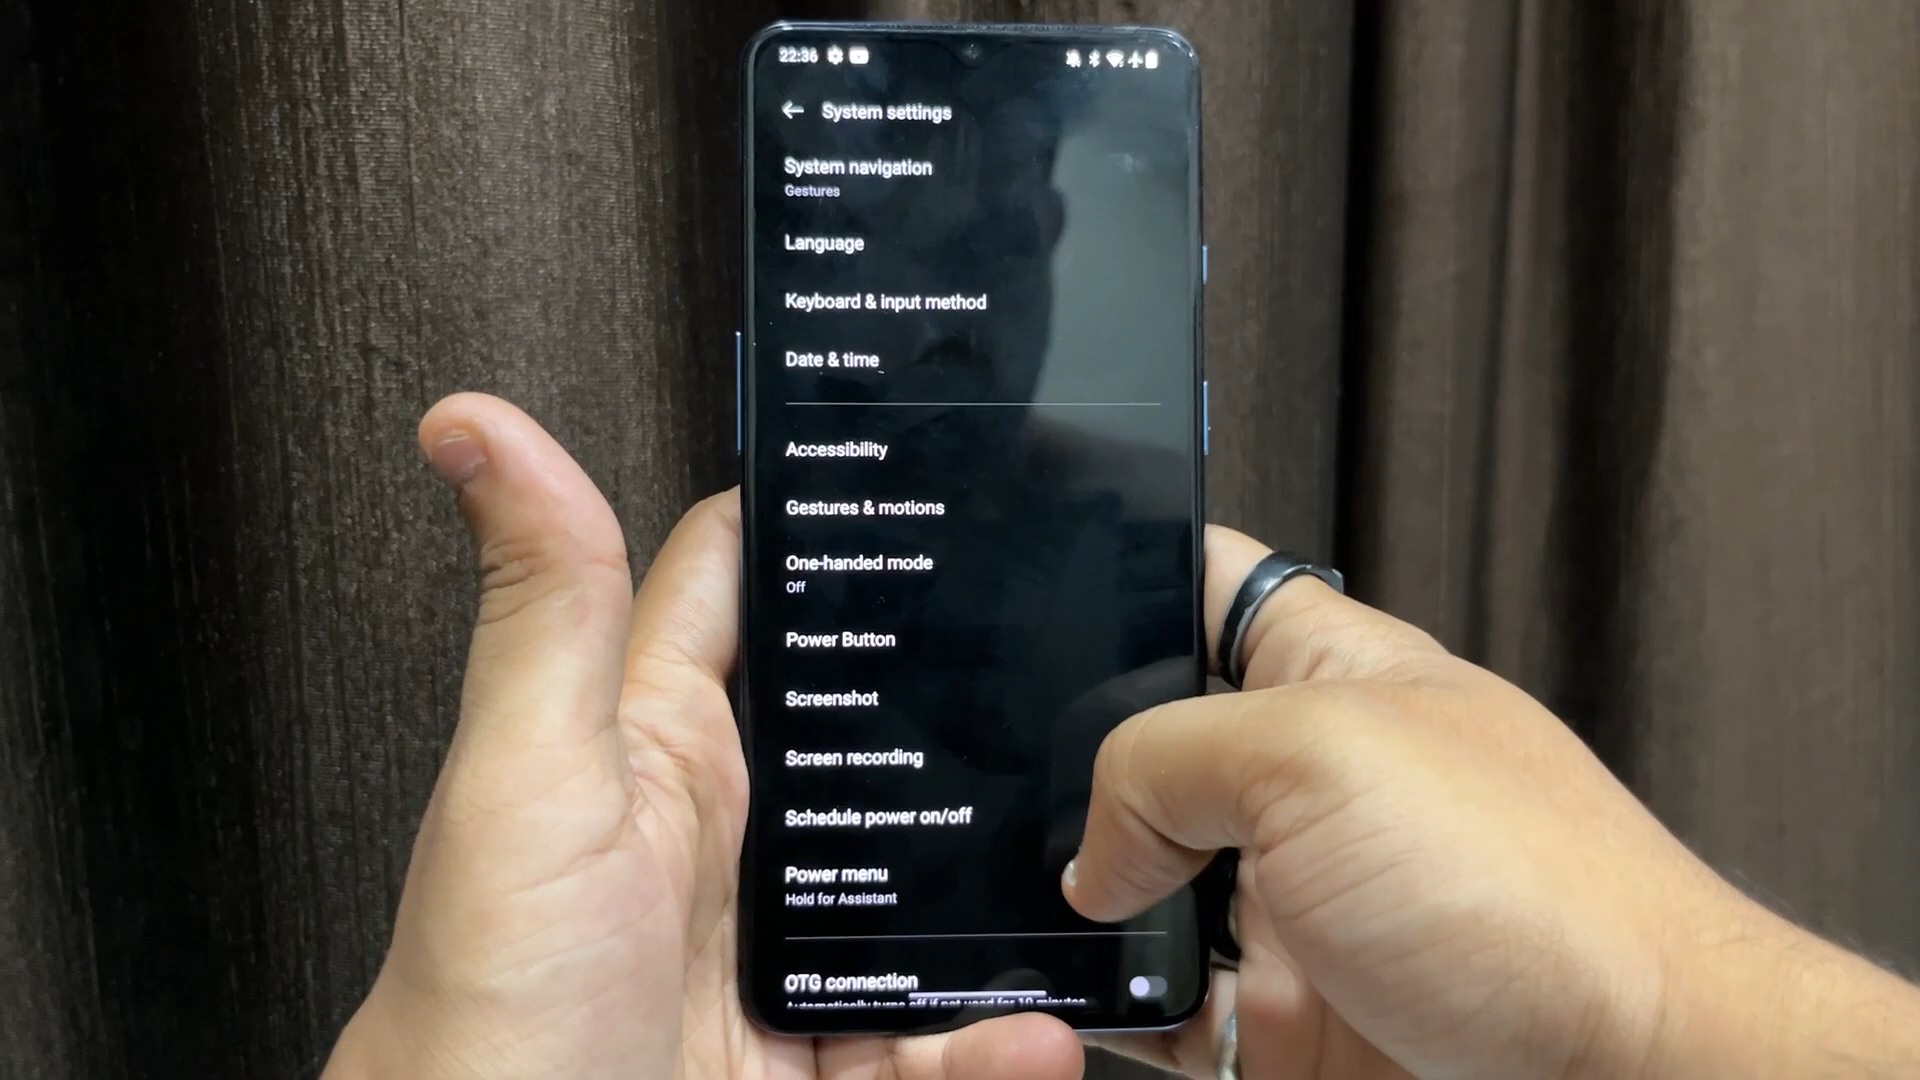 22:36
System settings
System navigation
Gestures
Language
Keyboard & input method
Date & time
Accessibility
Gestures & motions
One-handed mode
Off
Power Button
Screenshot
Screen recording
Schedule power on/off
Power menu
Hold for Assistant
OTG connection
Automatically turns off if not used for 10 minutes